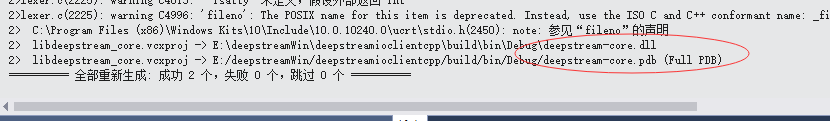 2>lexer.c(2225): warning C4013: “isatty”未定义；假设外部返回 int
2>lexer.c(2225): warning C4996: 'fileno': The POSIX name for this item is deprecated. Instead, use the ISO C and C++ conformant name: _fi
2> C:\Program Files (x86)\Windows Kits\10\Include\10.0.10240.0\ucrt\stdio.h(2450): note: 参见“fileno”的声明
2> libdeepstream_core.vcxproj -> E:\deepstreamWin/deepstreamioclientcpp\build\bin\Debug\deepstream-core.dll
2> libdeepstream_core.vcxproj -> E:/deepstreamWin/deepstreamioclientcpp/build/bin/Debug/deepstream-core.pdb (Full PDB)
========== 全部重新生成: 成功 2 个，失败 0 个，跳过 0 个 ==========